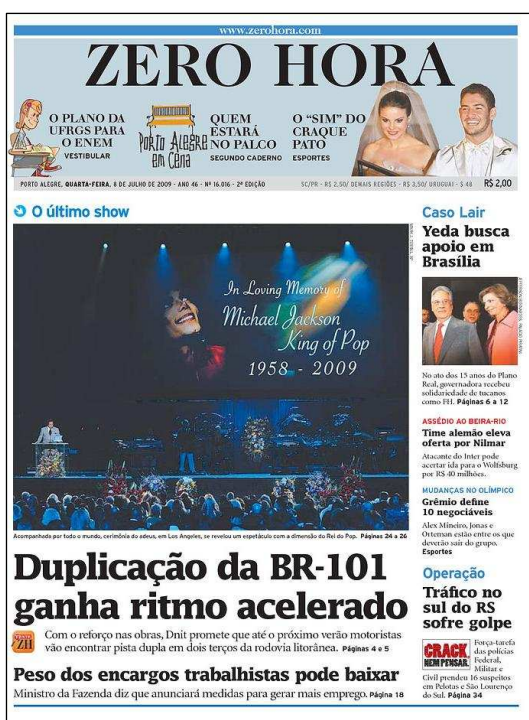 www.zerohora.com
ZERO HORA
O PLANO DA
UFRGS PARA
O ENEM
VESTIBULAR
PORTO ALEGRE
em CENA
QUEM
ESTARÁ
NO PALCO
SEGUNDO CADERNO
O "SIM" DO
CRAQUE
PATO
ESPORTES
PORTO ALEGRE, QUARTA-FEIRA, 8 DE JULHO DE 2009 - ANO 46 - Nº 16.016 - 2ª EDIÇÃO
SC/PR - R$ 2,50/ DEMAIS REGIÕES - R$ 3,50/ URUGUAI - $ 48
R$ 2,00
O último show
In Loving Memory of
Michael Jackson
King of Pop
1958 - 2009
Acompanhada por todo o mundo, cerimônia do adeus, em Los Angeles, se revelou um espetáculo com a dimensão do Rei do Pop. Páginas 24 a 26
Duplicação da BR-101
ganha ritmo acelerado
ZH
Com o reforço nas obras, Dnit promete que até o próximo verão motoristas
vão encontrar pista dupla em dois terços da rodovia litorânea. Páginas 4 e 5
Peso dos encargos trabalhistas pode baixar
Ministro da Fazenda diz que anunciará medidas para gerar mais emprego. Página 18
Caso Lair
Yeda busca
apoio em
Brasília
No ato dos 15 anos do Plano
Real, governadora recebeu
solidariedade de tucanos
como FH. Páginas 6 a 12
ASSÉDIO AO BEIRA-RIO
Time alemão eleva
oferta por Nilmar
Atacante do Inter pode
acertar ida para o Wolfsburg
por R$ 40 milhões.
MUDANÇAS NO OLÍMPICO
Grêmio define
10 negociáveis
Alex Mineiro, Jonas e
Orteman estão entre os que
deverão sair do grupo.
Esportes
Operação
Tráfico no
sul do RS
sofre golpe
CRACK
NEM PENSAR
Força-tarefa
das polícias
Federal,
Militar e
Civil prendeu 16 suspeitos
em Pelotas e São Lourenço
do Sul. Página 34